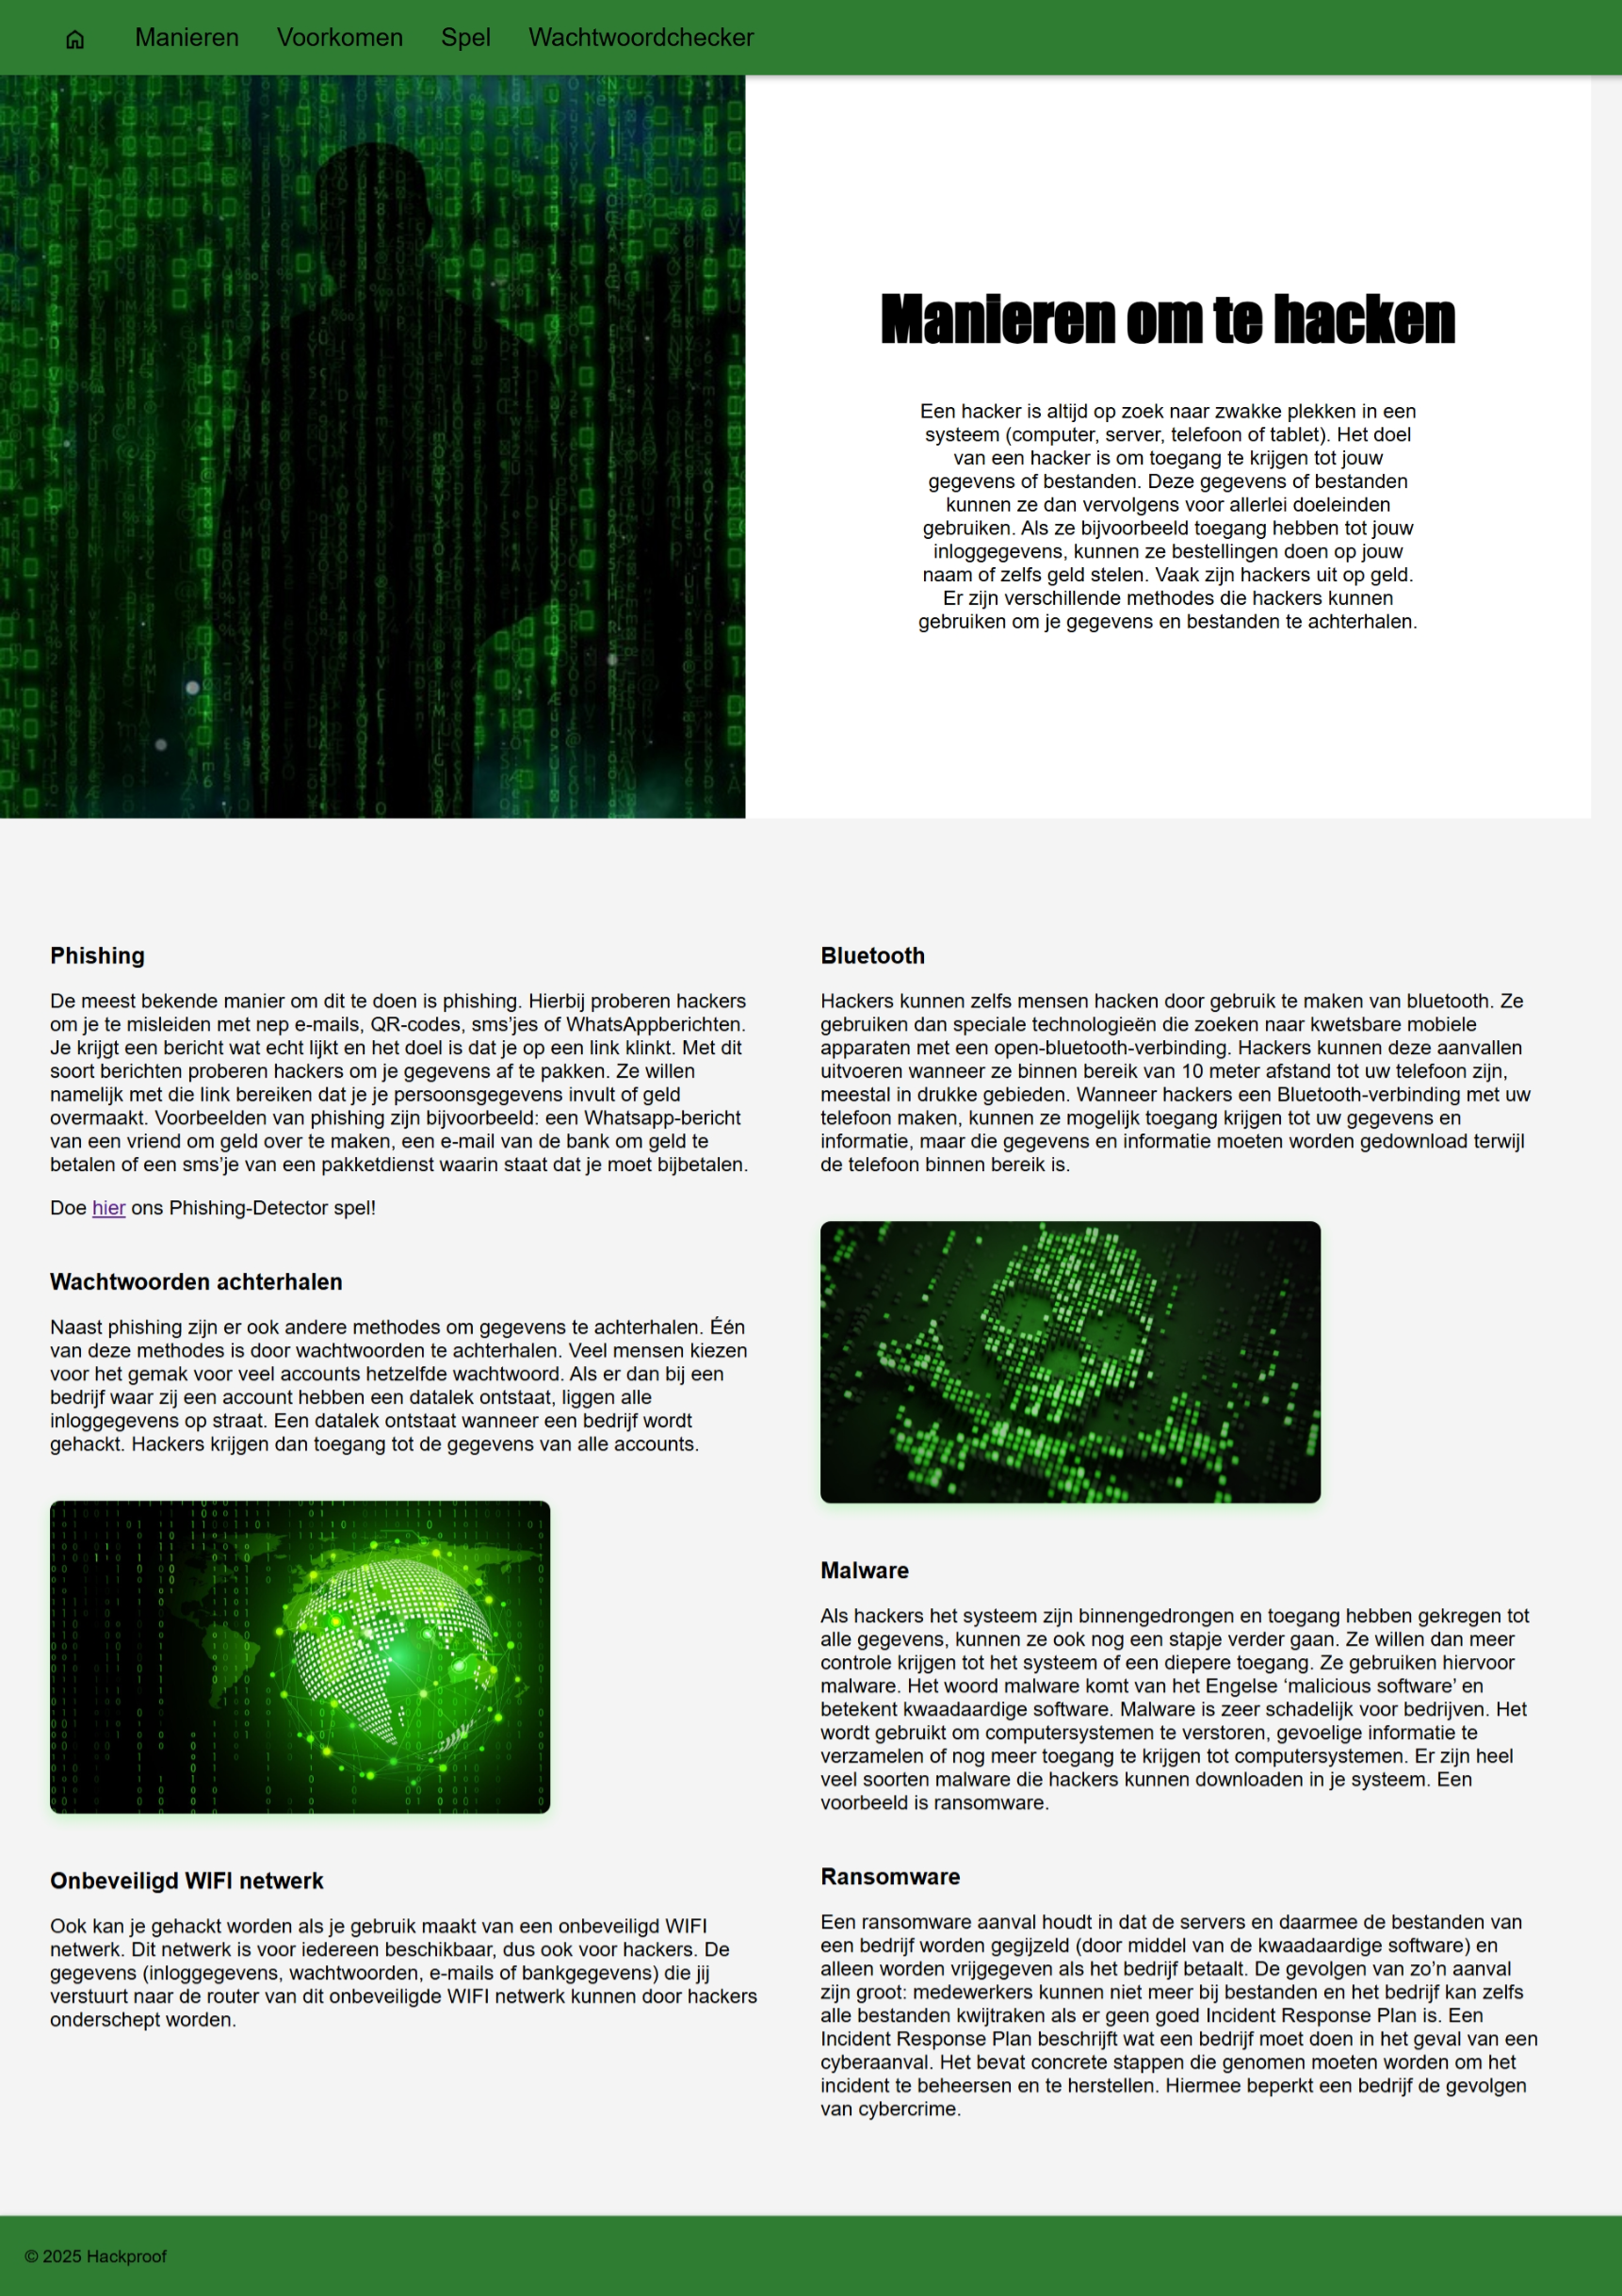 Manieren Voorkomen Spel Wachtwoordchecker
Manieren om te hacken
Een hacker is altijd op zoek naar zwakke plekken in een
systeem (computer, server, telefoon of tablet). Het doel
van een hacker is om toegang te krijgen tot jouw
gegevens of bestanden. Deze gegevens of bestanden
kunnen ze dan vervolgens voor allerlei doeleinden
gebruiken. Als ze bijvoorbeeld toegang hebben tot jouw
inloggegevens, kunnen ze bestellingen doen op jouw
naam of zelfs geld stelen. Vaak zijn hackers uit op geld.
Er zijn verschillende methodes die hackers kunnen
gebruiken om je gegevens en bestanden te achterhalen.
Phishing
De meest bekende manier om dit te doen is phishing. Hierbij proberen hackers
om je te misleiden met nep e-mails, QR-codes, sms’jes of WhatsAppberichten.
Je krijgt een bericht wat echt lijkt en het doel is dat je op een link klinkt. Met dit
soort berichten proberen hackers om je gegevens af te pakken. Ze willen
namelijk met die link bereiken dat je je persoonsgegevens invult of geld
overmaakt. Voorbeelden van phishing zijn bijvoorbeeld: een Whatsapp-bericht
van een vriend om geld over te maken, een e-mail van de bank om geld te
betalen of een sms’je van een pakketdienst waarin staat dat je moet bijbetalen.
Doe hier ons Phishing-Detector spel!
Wachtwoorden achterhalen
Naast phishing zijn er ook andere methodes om gegevens te achterhalen. Één
van deze methodes is door wachtwoorden te achterhalen. Veel mensen kiezen
voor het gemak voor veel accounts hetzelfde wachtwoord. Als er dan bij een
bedrijf waar zij een account hebben een datalek ontstaat, liggen alle
inloggegevens op straat. Een datalek ontstaat wanneer een bedrijf wordt
gehackt. Hackers krijgen dan toegang tot de gegevens van alle accounts.
Onbeveiligd WIFI netwerk
Ook kan je gehackt worden als je gebruik maakt van een onbeveiligd WIFI
netwerk. Dit netwerk is voor iedereen beschikbaar, dus ook voor hackers. De
gegevens (inloggegevens, wachtwoorden, e-mails of bankgegevens) die jij
verstuurt naar de router van dit onbeveiligde WIFI netwerk kunnen door hackers
onderschept worden.
Bluetooth
Hackers kunnen zelfs mensen hacken door gebruik te maken van bluetooth. Ze
gebruiken dan speciale technologieën die zoeken naar kwetsbare mobiele
apparaten met een open-bluetooth-verbinding. Hackers kunnen deze aanvallen
uitvoeren wanneer ze binnen bereik van 10 meter afstand tot uw telefoon zijn,
meestal in drukke gebieden. Wanneer hackers een Bluetooth-verbinding met uw
telefoon maken, kunnen ze mogelijk toegang krijgen tot uw gegevens en
informatie, maar die gegevens en informatie moeten worden gedownload terwijl
de telefoon binnen bereik is.
Malware
Als hackers het systeem zijn binnengedrongen en toegang hebben gekregen tot
alle gegevens, kunnen ze ook nog een stapje verder gaan. Ze willen dan meer
controle krijgen tot het systeem of een diepere toegang. Ze gebruiken hiervoor
malware. Het woord malware komt van het Engelse ‘malicious software’ en
betekent kwaadaardige software. Malware is zeer schadelijk voor bedrijven. Het
wordt gebruikt om computersystemen te verstoren, gevoelige informatie te
verzamelen of nog meer toegang te krijgen tot computersystemen. Er zijn heel
veel soorten malware die hackers kunnen downloaden in je systeem. Een
voorbeeld is ransomware.
Ransomware
Een ransomware aanval houdt in dat de servers en daarmee de bestanden van
een bedrijf worden gegijzeld (door middel van de kwaadaardige software) en
alleen worden vrijgegeven als het bedrijf betaalt. De gevolgen van zo’n aanval
zijn groot: medewerkers kunnen niet meer bij bestanden en het bedrijf kan zelfs
alle bestanden kwijtraken als er geen goed Incident Response Plan is. Een
Incident Response Plan beschrijft wat een bedrijf moet doen in het geval van een
cyberaanval. Het bevat concrete stappen die genomen moeten worden om het
incident te beheersen en te herstellen. Hiermee beperkt een bedrijf de gevolgen
van cybercrime.
© 2025 Hackproof